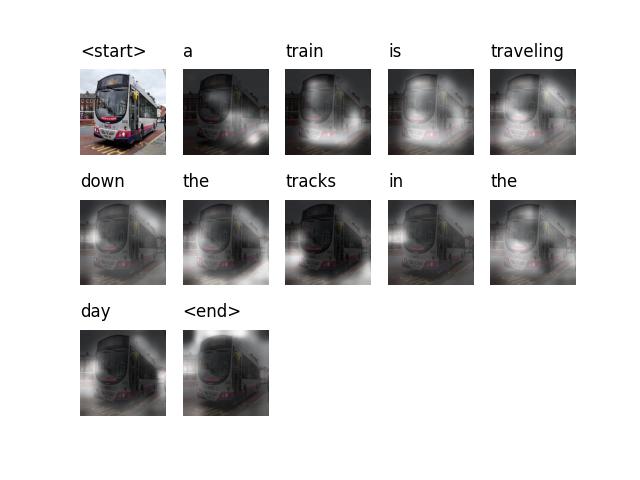 <start> a train is traveling
down the tracks in the
day <end>